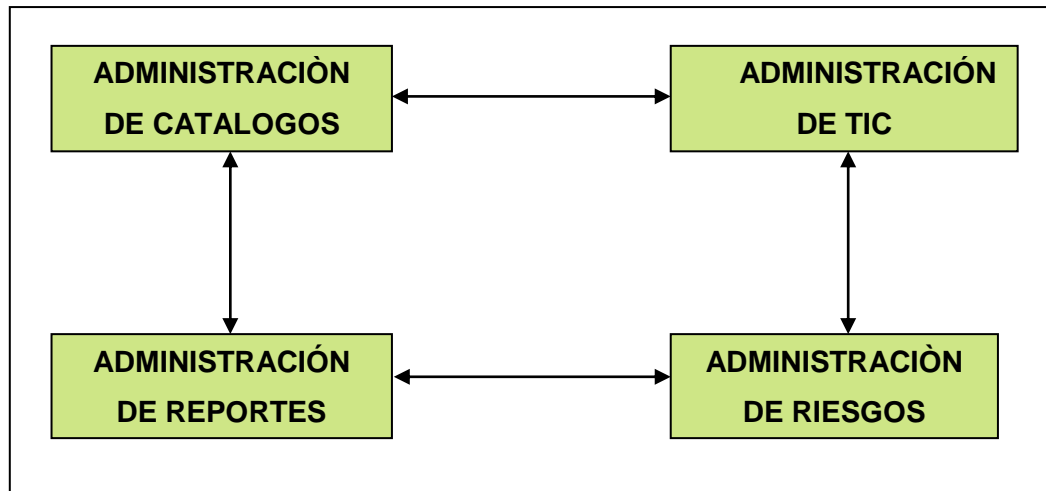 ADMINISTRACIÒN
DE CATALOGOS
ADMINISTRACIÓN
DE TIC
ADMINISTRACIÓN
DE REPORTES
ADMINISTRACIÒN
DE RIESGOS